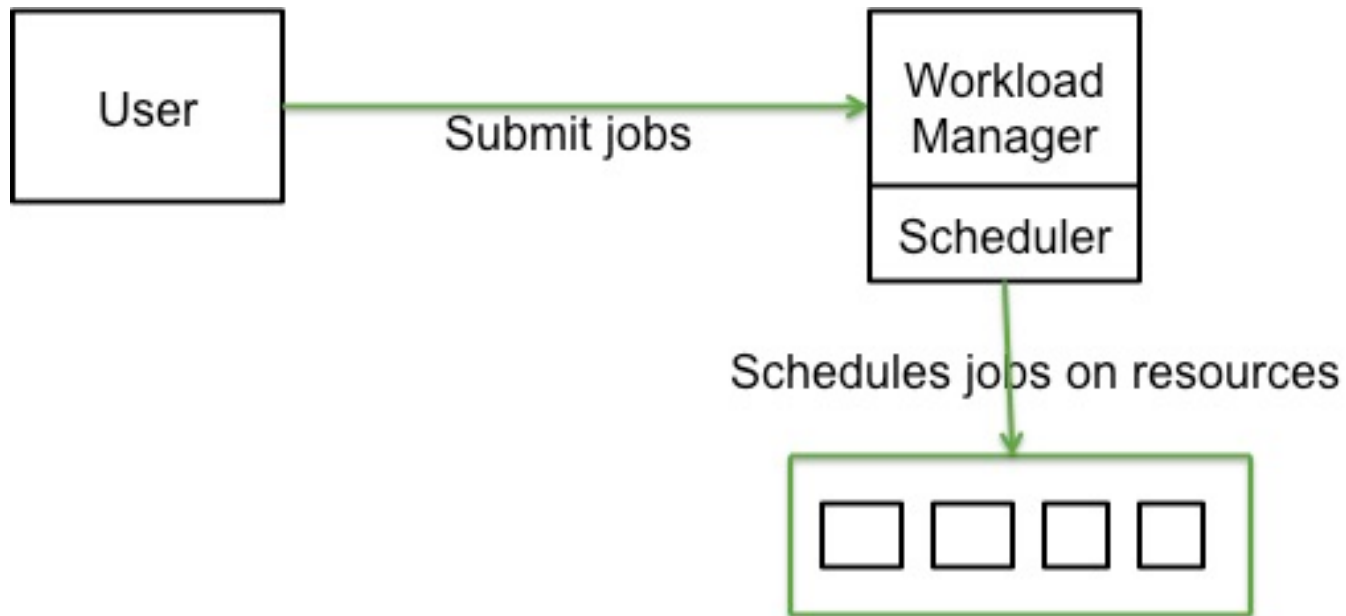 User
Submit jobs
Workload
Manager
Scheduler
Schedules jobs on resources